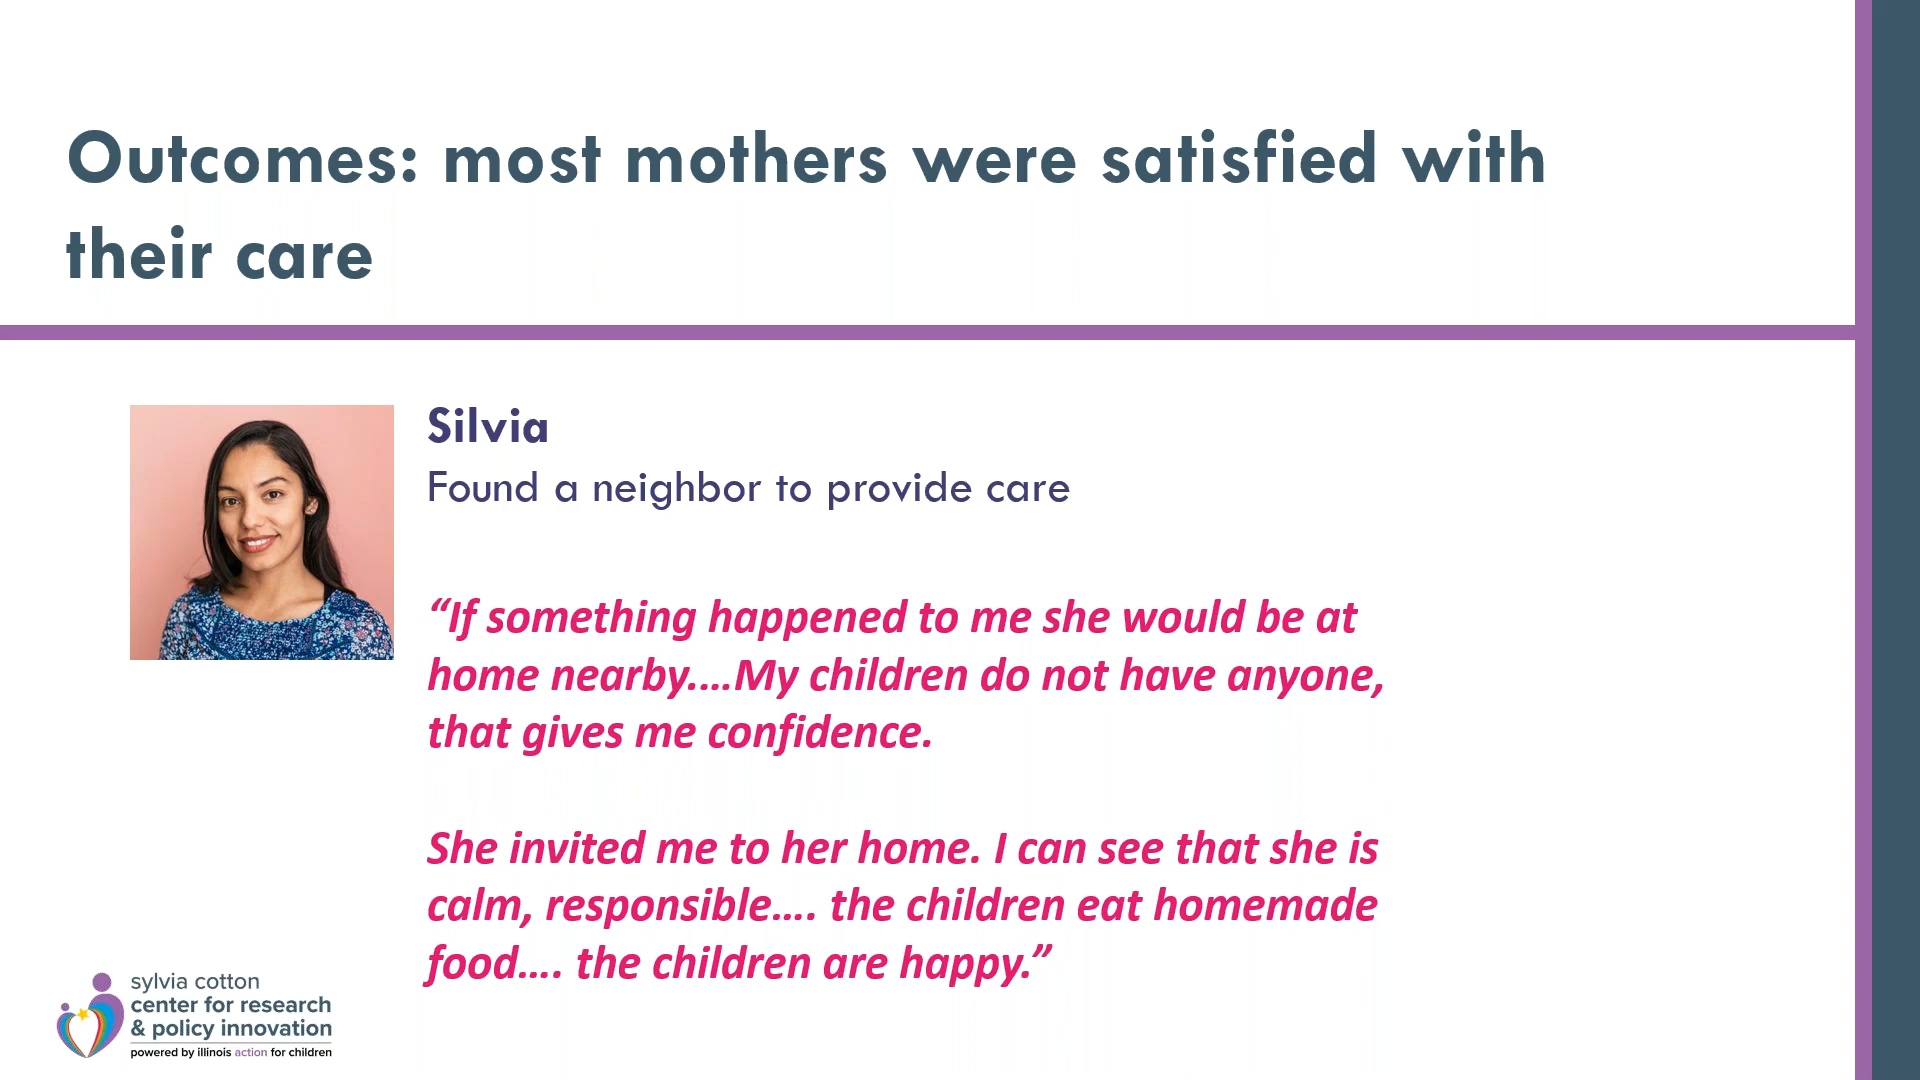 Outcomes: most mothers were satisfied with
their care
Silvia
Found a neighbor to provide care
“If something happened to me she would be at
home nearby....My children do not have anyone,
that gives me confidence.
She invited me to her home. I can see that she is
calm, responsible.... the children eat homemade
food.... the children are happy.”
sylvia cotton
center for research
& policy innovation
powered by illinois action for children